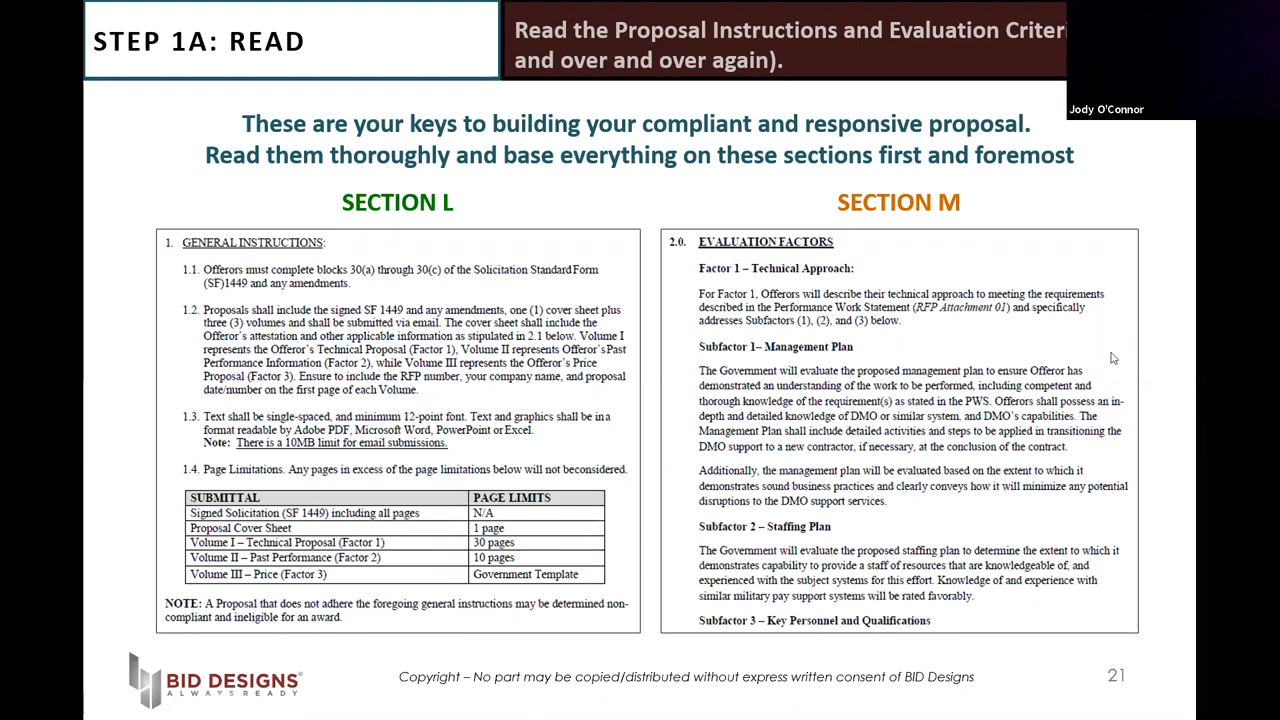 STEP 1A: READ
Read the Proposal Instructions and Evaluation Criteri
and over and over again).
Jody O'Connor
These are your keys to building your compliant and responsive proposal.
Read them thoroughly and base everything on these sections first and foremost
SECTION L
1. GENERAL INSTRUCTIONS:
1.1. Offerors must complete blocks 30(a) through 30(c) of the Solicitation Standard Form
(SF)1449 and any amendments.
1.2. Proposals shall include the signed SF 1449 and any amendments, one (1) cover sheet plus
three (3) volumes and shall be submitted via email. The cover sheet shall include the
Offeror's attestation and other applicable information as stipulated in 2.1 below. Volume I
represents the Offeror's Technical Proposal (Factor 1), Volume II represents Offeror's Past
Performance Information (Factor 2), while Volume III represents the Offeror's Price
Proposal (Factor 3). Ensure to include the RFP number, your company name, and proposal
date/number on the first page of each Volume.
1.3. Text shall be single-spaced, and minimum 12-point font. Text and graphics shall be in a
format readable by Adobe PDF, Microsoft Word, PowerPoint or Excel.
Note: There is a 10MB limit for email submissions.
1.4. Page Limitations. Any pages in excess of the page limitations below will not beconsidered.
SUBMITTAL PAGE LIMITS
Signed Solicitation (SF 1449) including all pages N/A
Proposal Cover Sheet 1 page
Volume I – Technical Proposal (Factor 1) 30 pages
Volume II – Past Performance (Factor 2) 10 pages
Volume III – Price (Factor 3) Government Template
NOTE: A Proposal that does not adhere the foregoing general instructions may be determined non-
compliant and ineligible for an award.
SECTION M
2.0. EVALUATION FACTORS
Factor 1 – Technical Approach:
For Factor 1, Offerors will describe their technical approach to meeting the requirements
described in the Performance Work Statement (RFP Attachment 01) and specifically
addresses Subfactors (1), (2), and (3) below.
Subfactor 1– Management Plan
The Government will evaluate the proposed management plan to ensure Offeror has
demonstrated an understanding of the work to be performed, including competent and
thorough knowledge of the requirement(s) as stated in the PWS. Offerors shall possess an in-
depth and detailed knowledge of DMO or similar system, and DMO's capabilities. The
Management Plan shall include detailed activities and steps to be applied in transitioning the
DMO support to a new contractor, if necessary, at the conclusion of the contract.
Additionally, the management plan will be evaluated based on the extent to which it
demonstrates sound business practices and clearly conveys how it will minimize any potential
disruptions to the DMO support services.
Subfactor 2 – Staffing Plan
The Government will evaluate the proposed staffing plan to determine the extent to which it
demonstrates capability to provide a staff of resources that are knowledgeable of, and
experienced with the subject systems for this effort. Knowledge of and experience with
similar military pay support systems will be rated favorably.
Subfactor 3 – Key Personnel and Qualifications
BID DESIGNS®
ALWAYS READY
Copyright – No part may be copied/distributed without express written consent of BID Designs
21